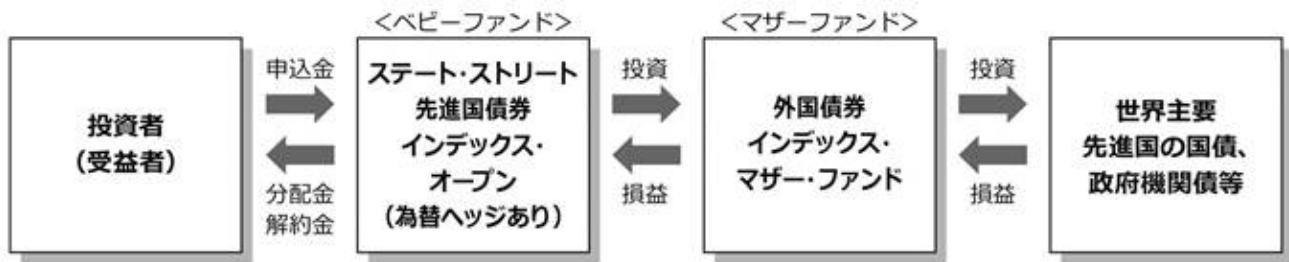 <ベビーファンド>
<マザーファンド>
投資者
(受益者)
申込金
分配金
解約金
ステート・ストリート
先進国債券
インデックス・
オープン
(為替ヘッジあり)
投資
損益
外国債券
インデックス・
マザー・ファンド
投資
損益
世界主要
先進国の国債、
政府機関債等